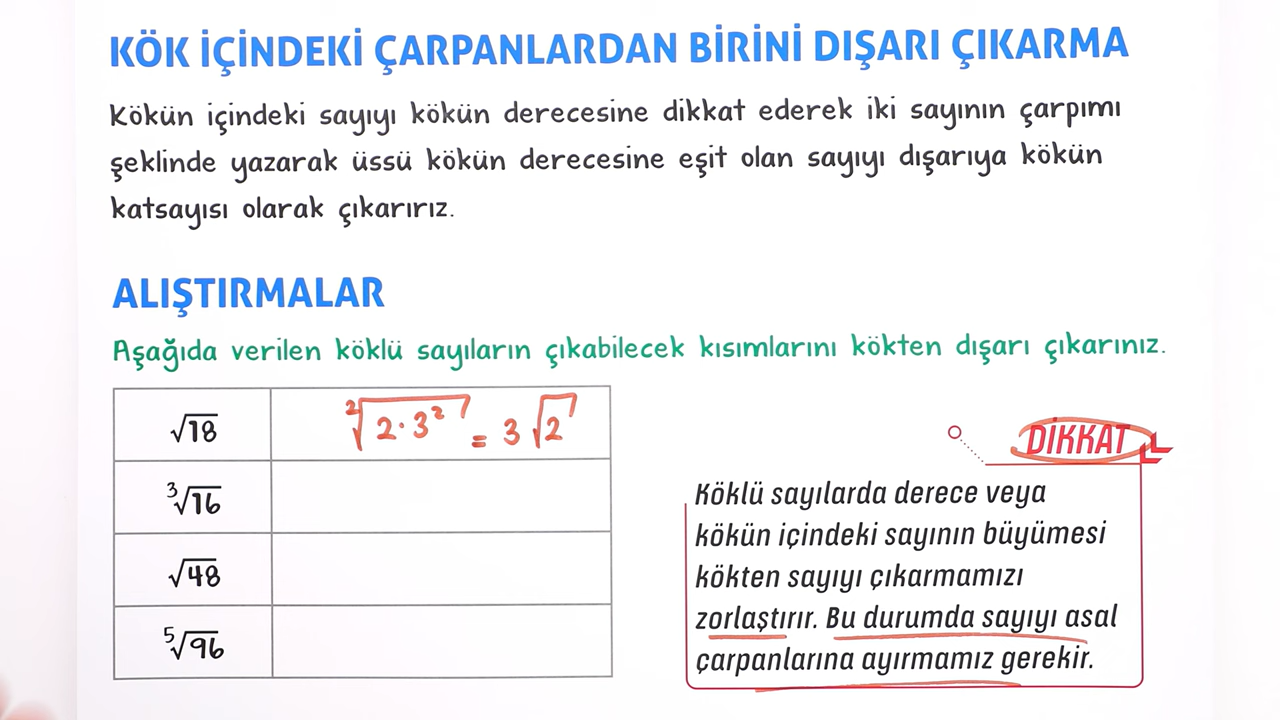 KÖK İÇİNDEKİ ÇARPANLARDAN BİRİNİ DIŞARI ÇIKARMA
Kökün içindeki sayıyı kökün derecesine dikkat ederek iki sayının çarpımı
şeklinde yazarak üssü kökün derecesine eşit olan sayıyı dışarıya kökün
katsayısı olarak çıkarırız.
ALIŞTIRMALAR
Aşağıda verilen köklü sayıların çıkabilecek kısımlarını kökten dışarı çıkarınız.
√18 ²√2·3² = 3√2
³√16
√48
⁵√96
DİKKAT
Köklü sayılarda derece veya
kökün içindeki sayının büyümesi
kökten sayıyı çıkarmamızı
zorlaştırır. Bu durumda sayıyı asal
çarpanlarına ayırmamız gerekir.